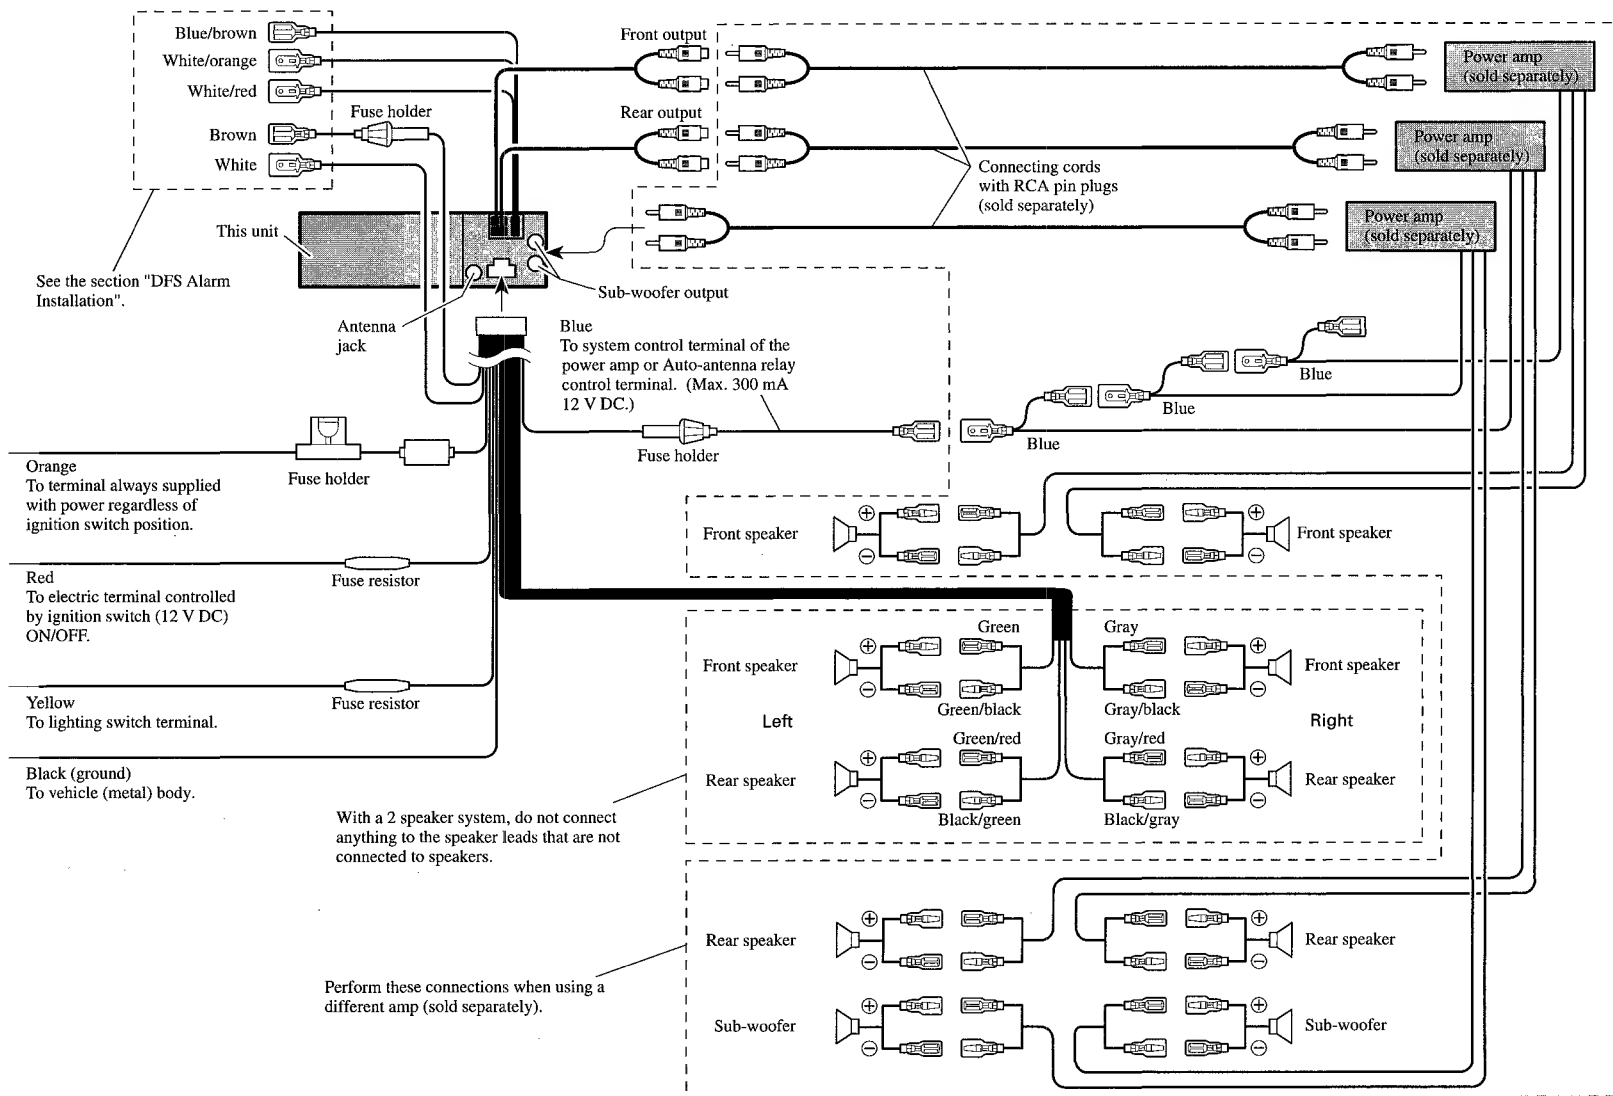 Blue/brown
White/orange
White/red
Brown
White
Fuse holder
Front output
Rear output
Power amp
(sold separately)
Power amp
(sold separately)
Power amp
(sold separately)
Connecting cords
with RCA pin plugs
(sold separately)
This unit
See the section "DFS Alarm
Installation".
Antenna
jack
Sub-woofer output
Blue
To system control terminal of the
power amp or Auto-antenna relay
control terminal. (Max. 300 mA
12 V DC.)
Fuse holder
Blue
Blue
Blue
Orange
To terminal always supplied
with power regardless of
ignition switch position.
Fuse holder
Red
To electric terminal controlled
by ignition switch (12 V DC)
ON/OFF.
Fuse resistor
Yellow
To lighting switch terminal.
Fuse resistor
Black (ground)
To vehicle (metal) body.
Front speaker
+
−
+
−
Front speaker
Green
Gray
Front speaker
+
−
+
−
Front speaker
Green/black
Gray/black
Left
Right
Green/red
Gray/red
Rear speaker
+
−
+
−
Rear speaker
Black/green
Black/gray
With a 2 speaker system, do not connect
anything to the speaker leads that are not
connected to speakers.
Rear speaker
+
−
+
−
Rear speaker
Perform these connections when using a
different amp (sold separately).
Sub-woofer
+
−
+
−
Sub-woofer